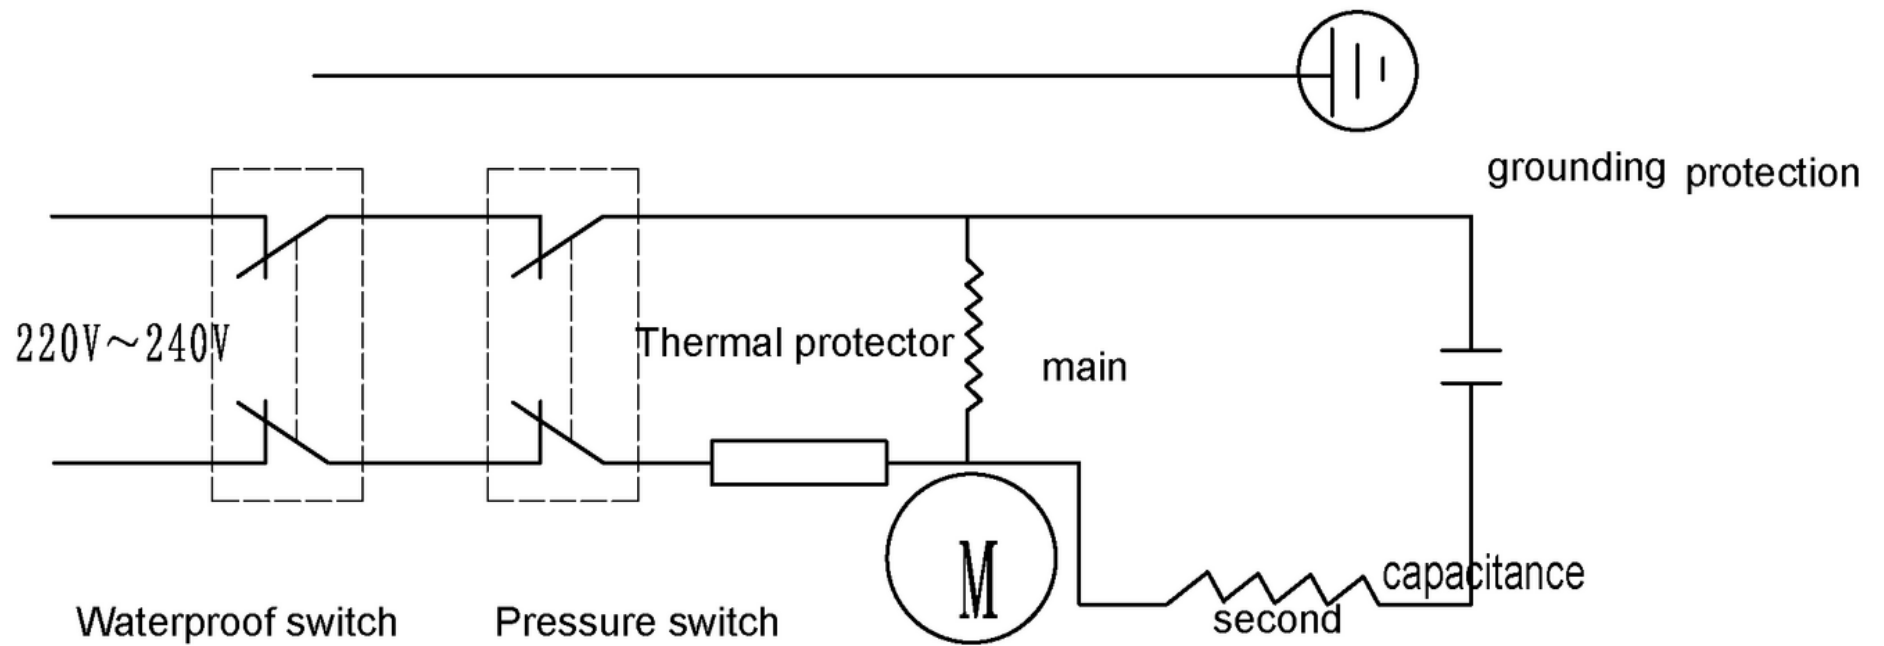 grounding protection
220V～240V
Thermal protector
main
capacitance
second
Waterproof switch
Pressure switch
M